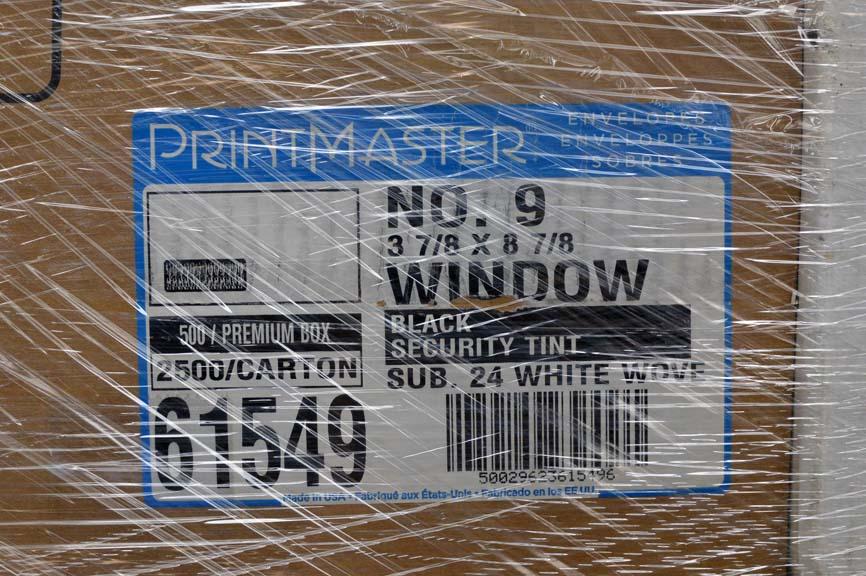 PRINTMASTER
ENVELOPES
ENVELOPPES
SOBRES
NO. 9
3 7/8 X 8 7/8
WINDOW
500 / PREMIUM BOX
BLACK
SECURITY TINT
2500/CARTON
SUB. 24 WHITE WOVE
61549
Made in USA • Fabriqué aux États-Unis • Fabricado en los EE.UU.